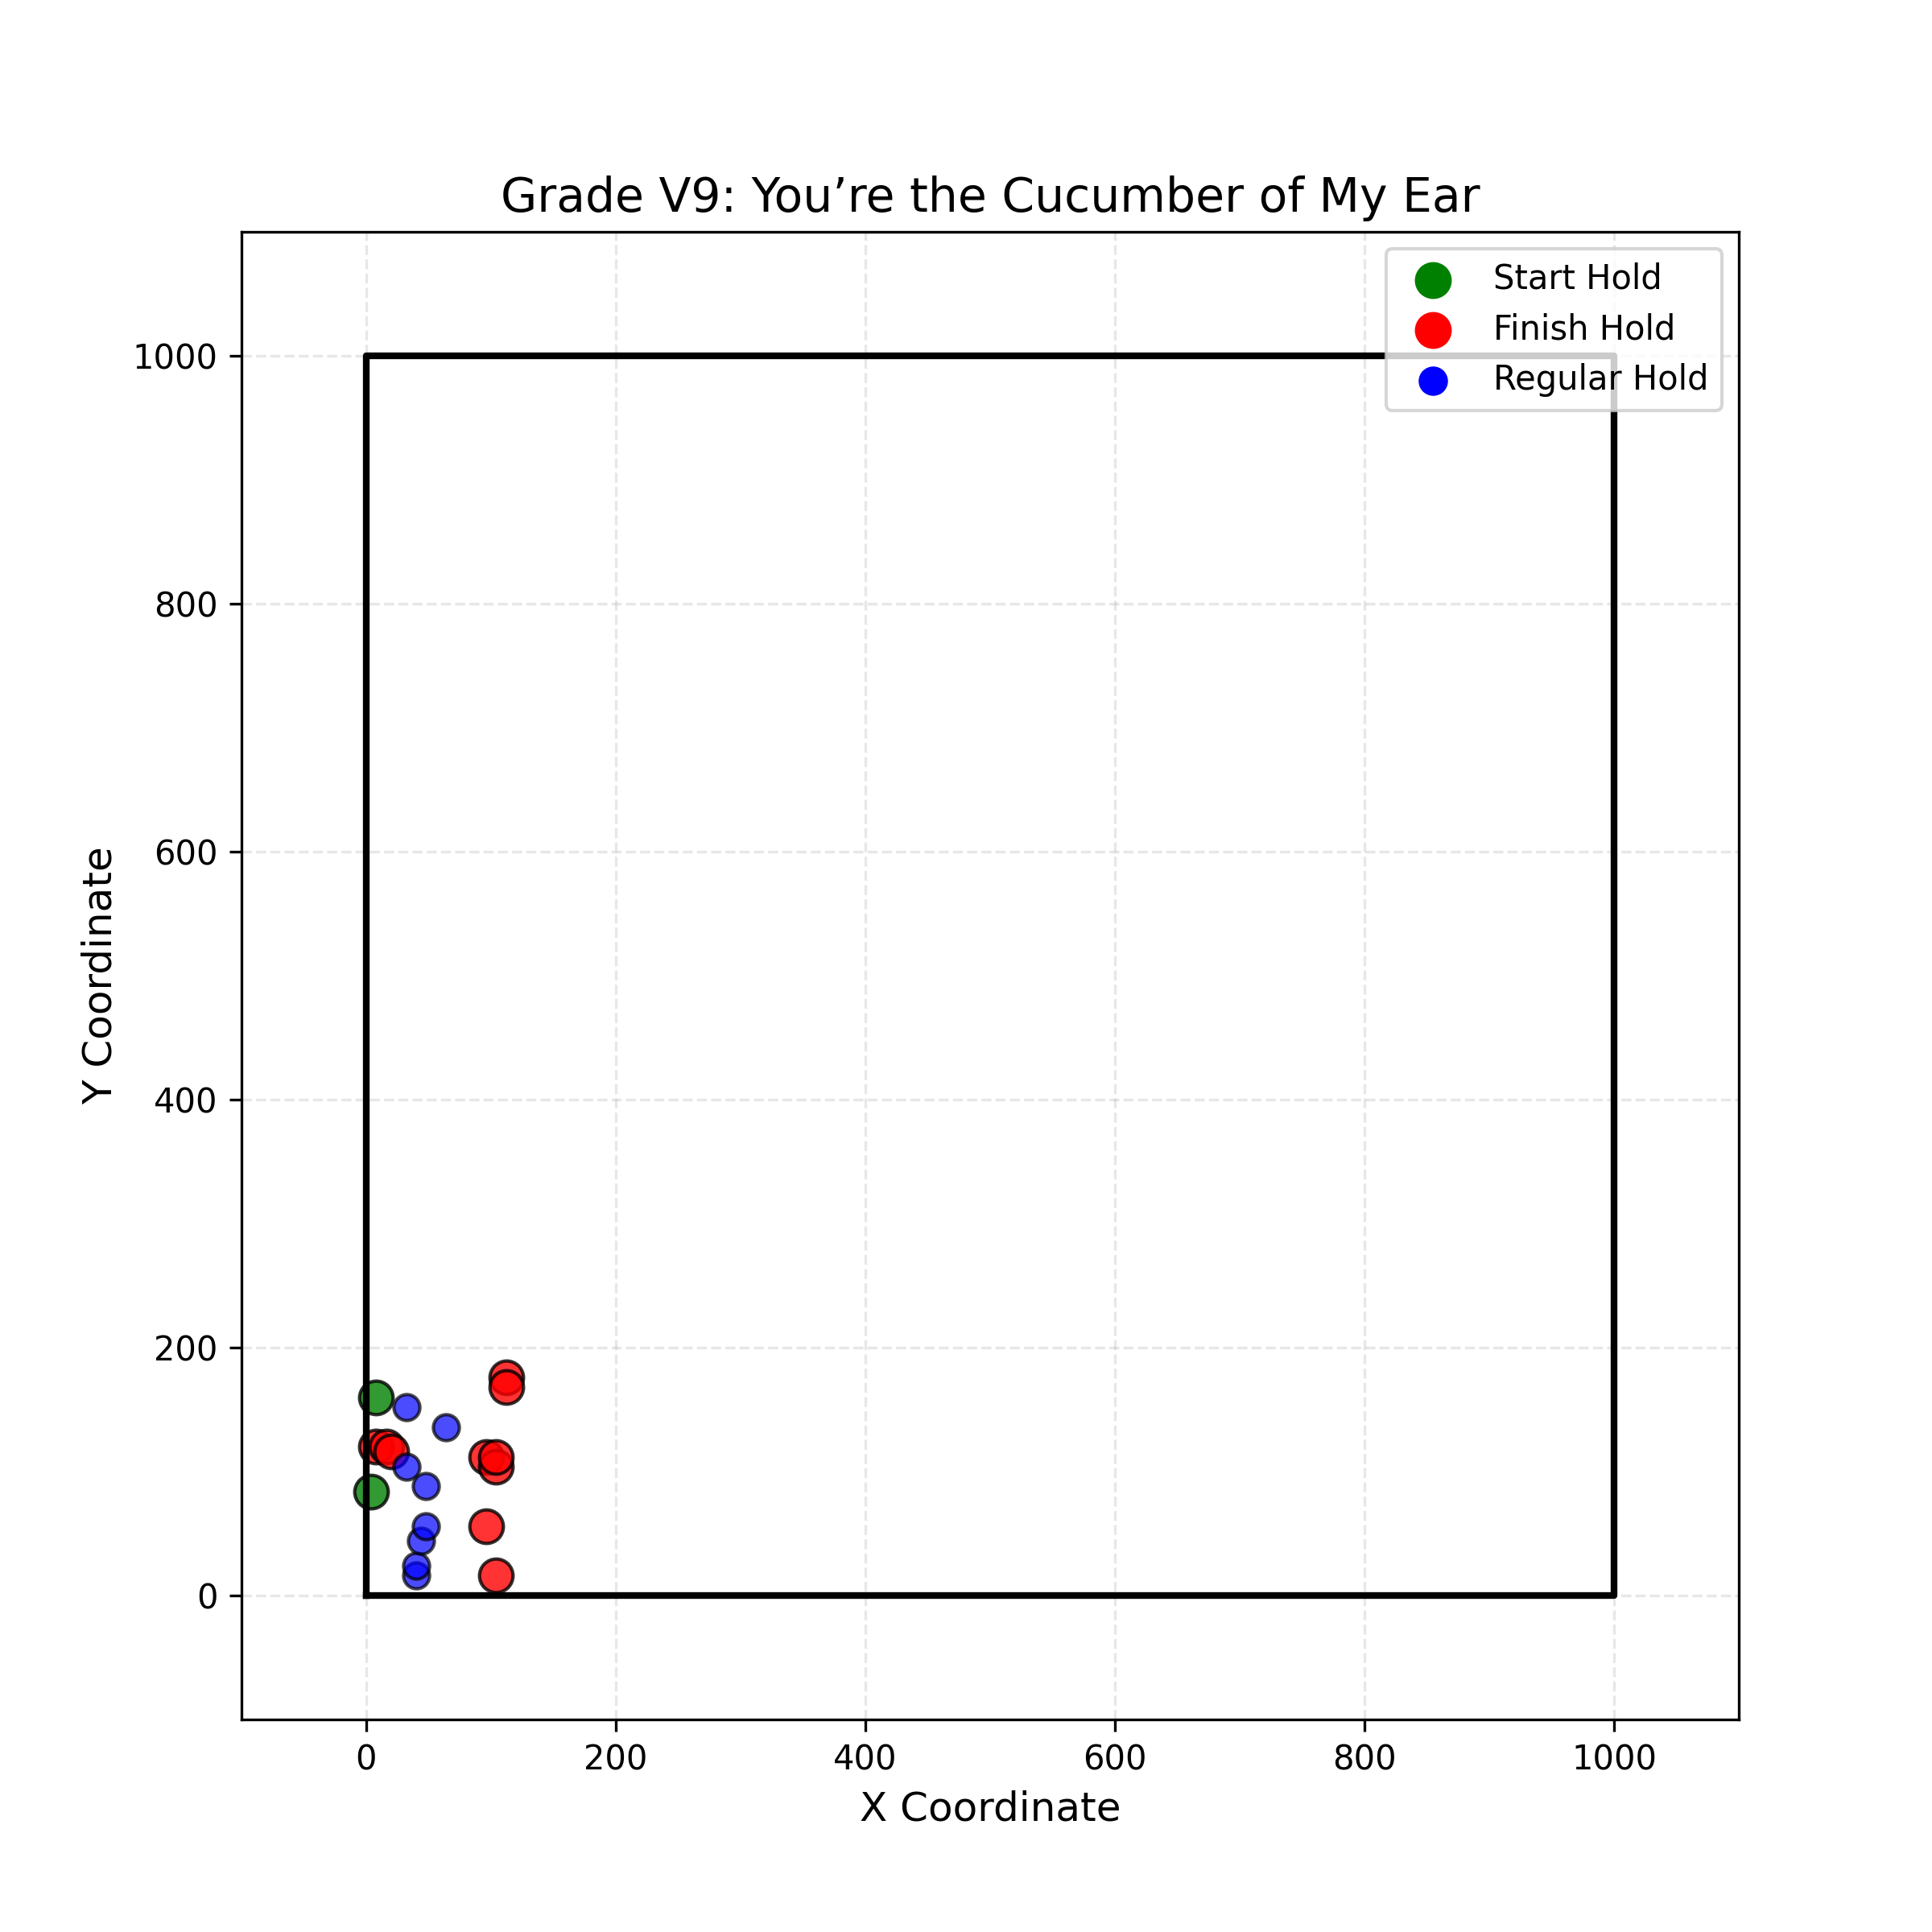 Grade V9: You’re the Cucumber of My Ear
Start Hold
Finish Hold
Regular Hold
1000
800
600
400
200
0
Y Coordinate
0 200 400 600 800 1000
X Coordinate